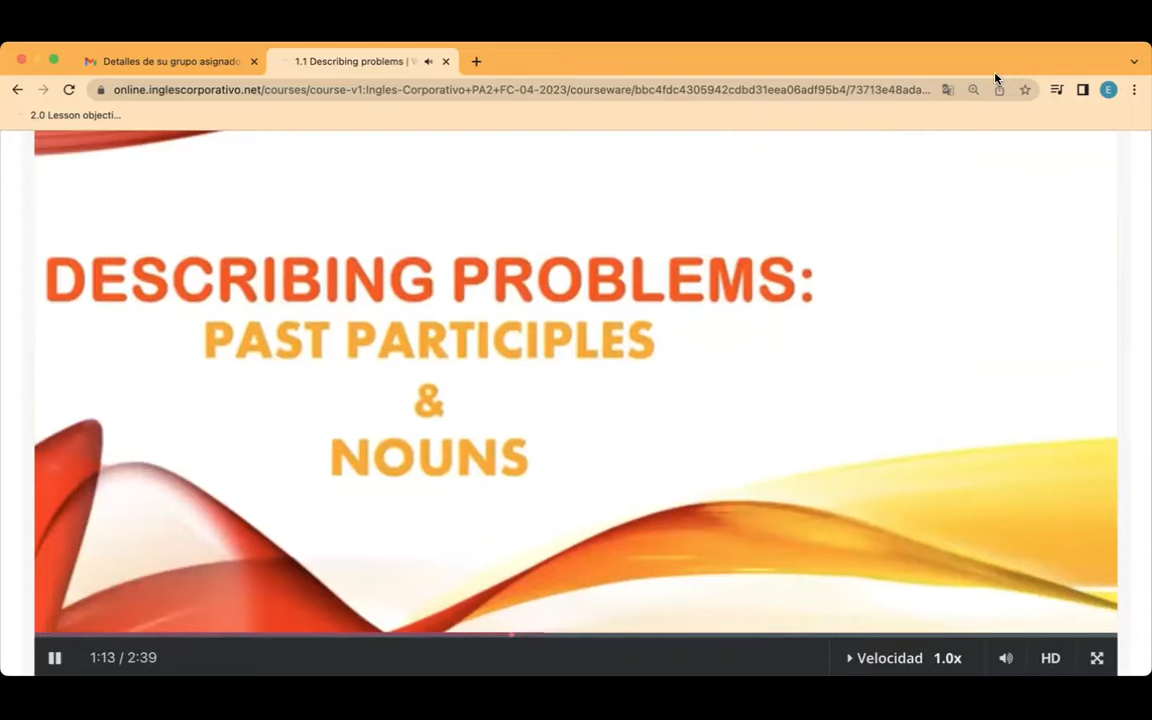 Detalles de su grupo asignado
1.1 Describing problems | V
online.inglescorporativo.net/courses/course-v1:Ingles-Corporativo+PA2+FC-04-2023/courseware/bbc4fdc4305942cdbd31eea06adf95b4/73713e48ada...
E
2.0 Lesson objecti...
DESCRIBING PROBLEMS:
PAST PARTICIPLES
&
NOUNS
1:13 / 2:39
Velocidad 1.0x
HD